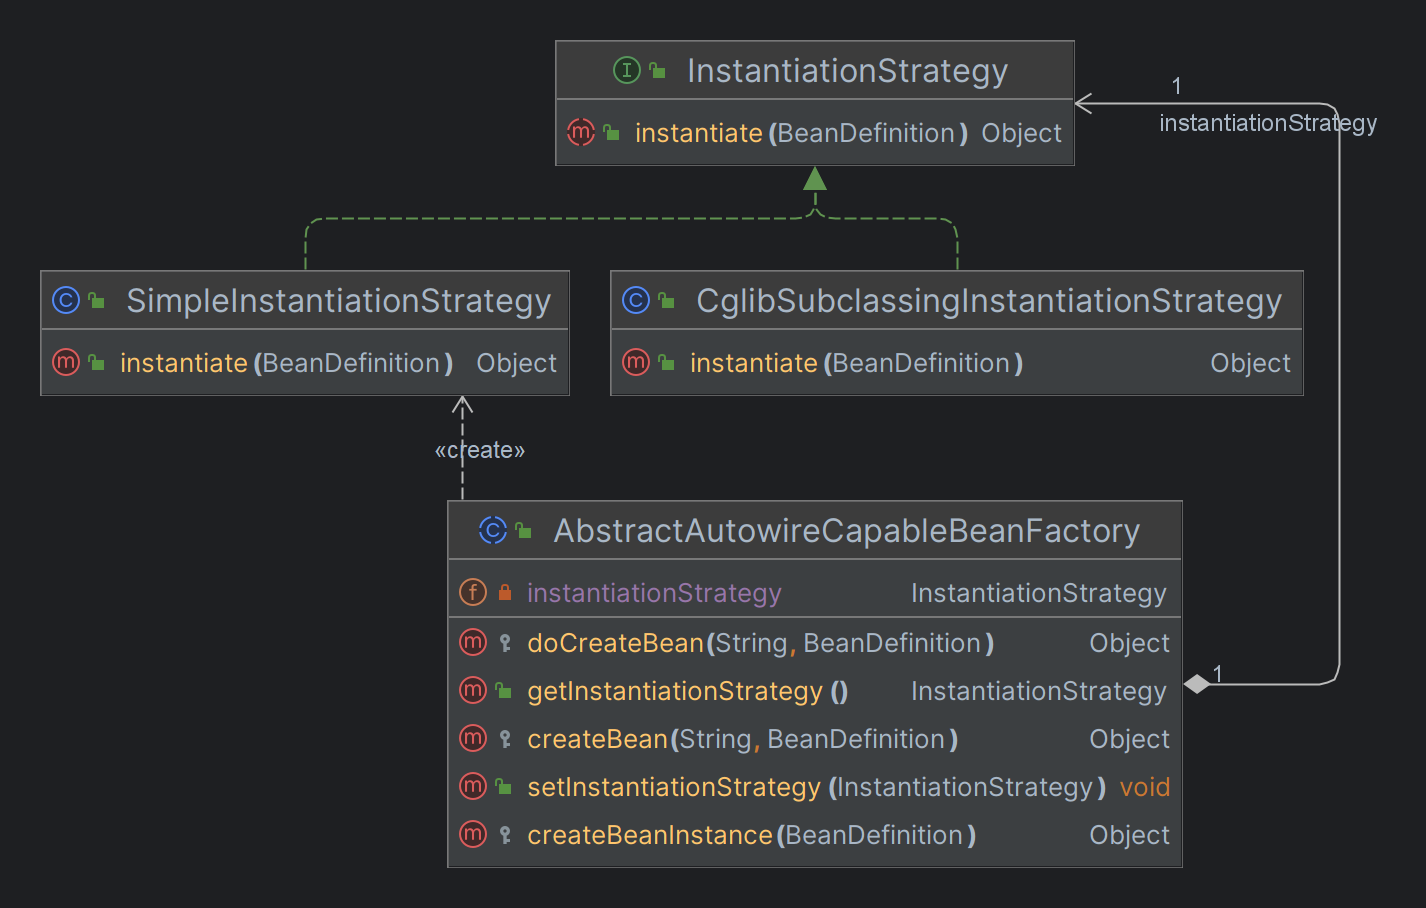 InstantiationStrategy
instantiate(BeanDefinition) Object
1
instantiationStrategy
SimpleInstantiationStrategy
instantiate(BeanDefinition) Object
CglibSubclassingInstantiationStrategy
instantiate(BeanDefinition) Object
«create»
AbstractAutowireCapableBeanFactory
instantiationStrategy InstantiationStrategy
doCreateBean(String, BeanDefinition) Object
getInstantiationStrategy() InstantiationStrategy
1
createBean(String, BeanDefinition) Object
setInstantiationStrategy(InstantiationStrategy) void
createBeanInstance(BeanDefinition) Object